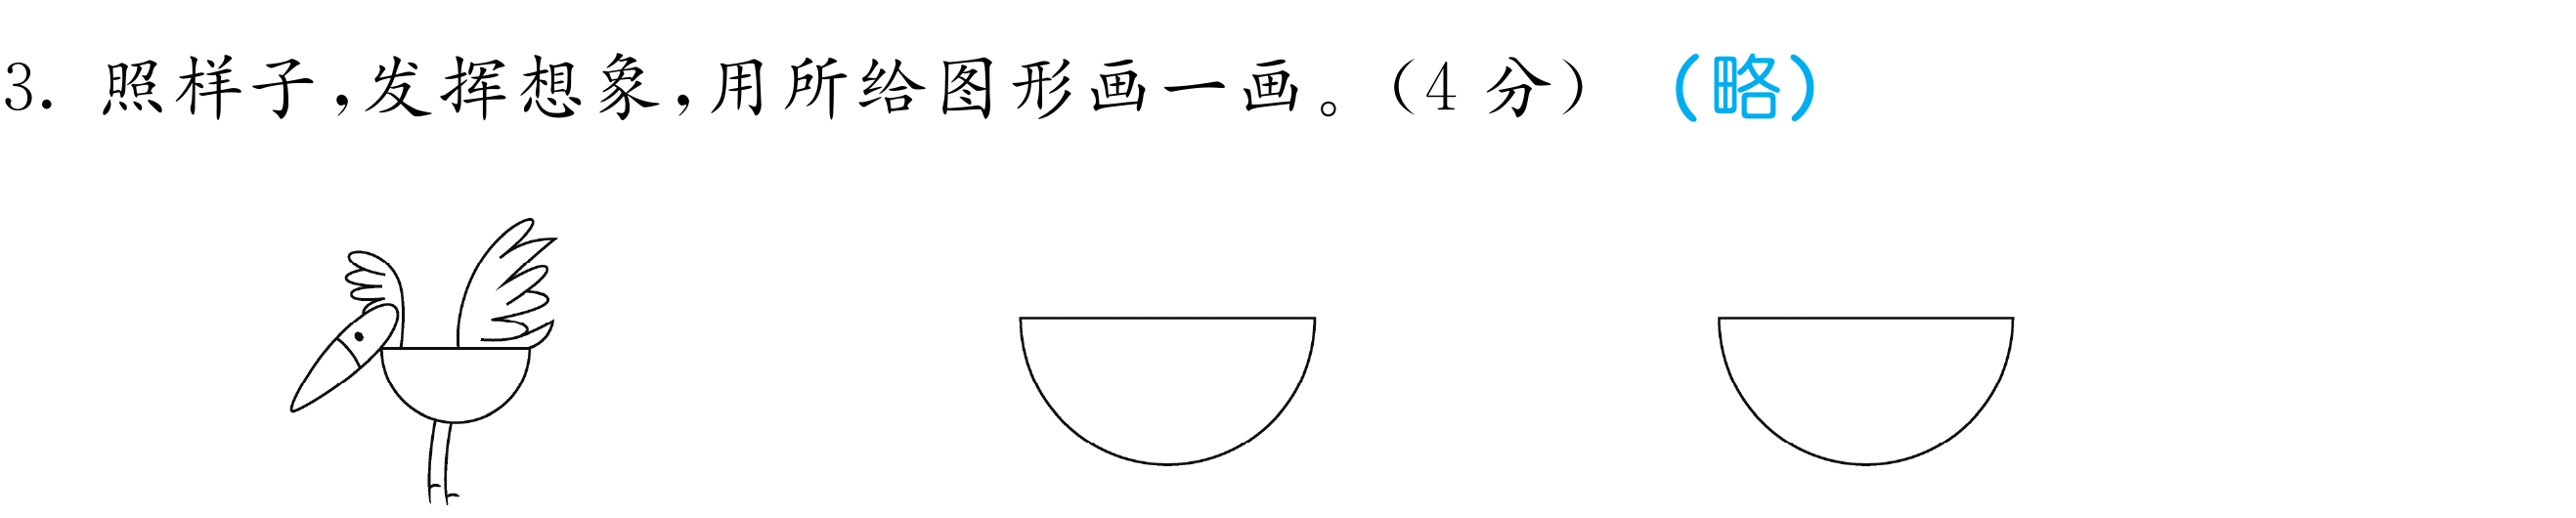 3. 照样子,发挥想象,用所给图形画一画。(4 分) (略)